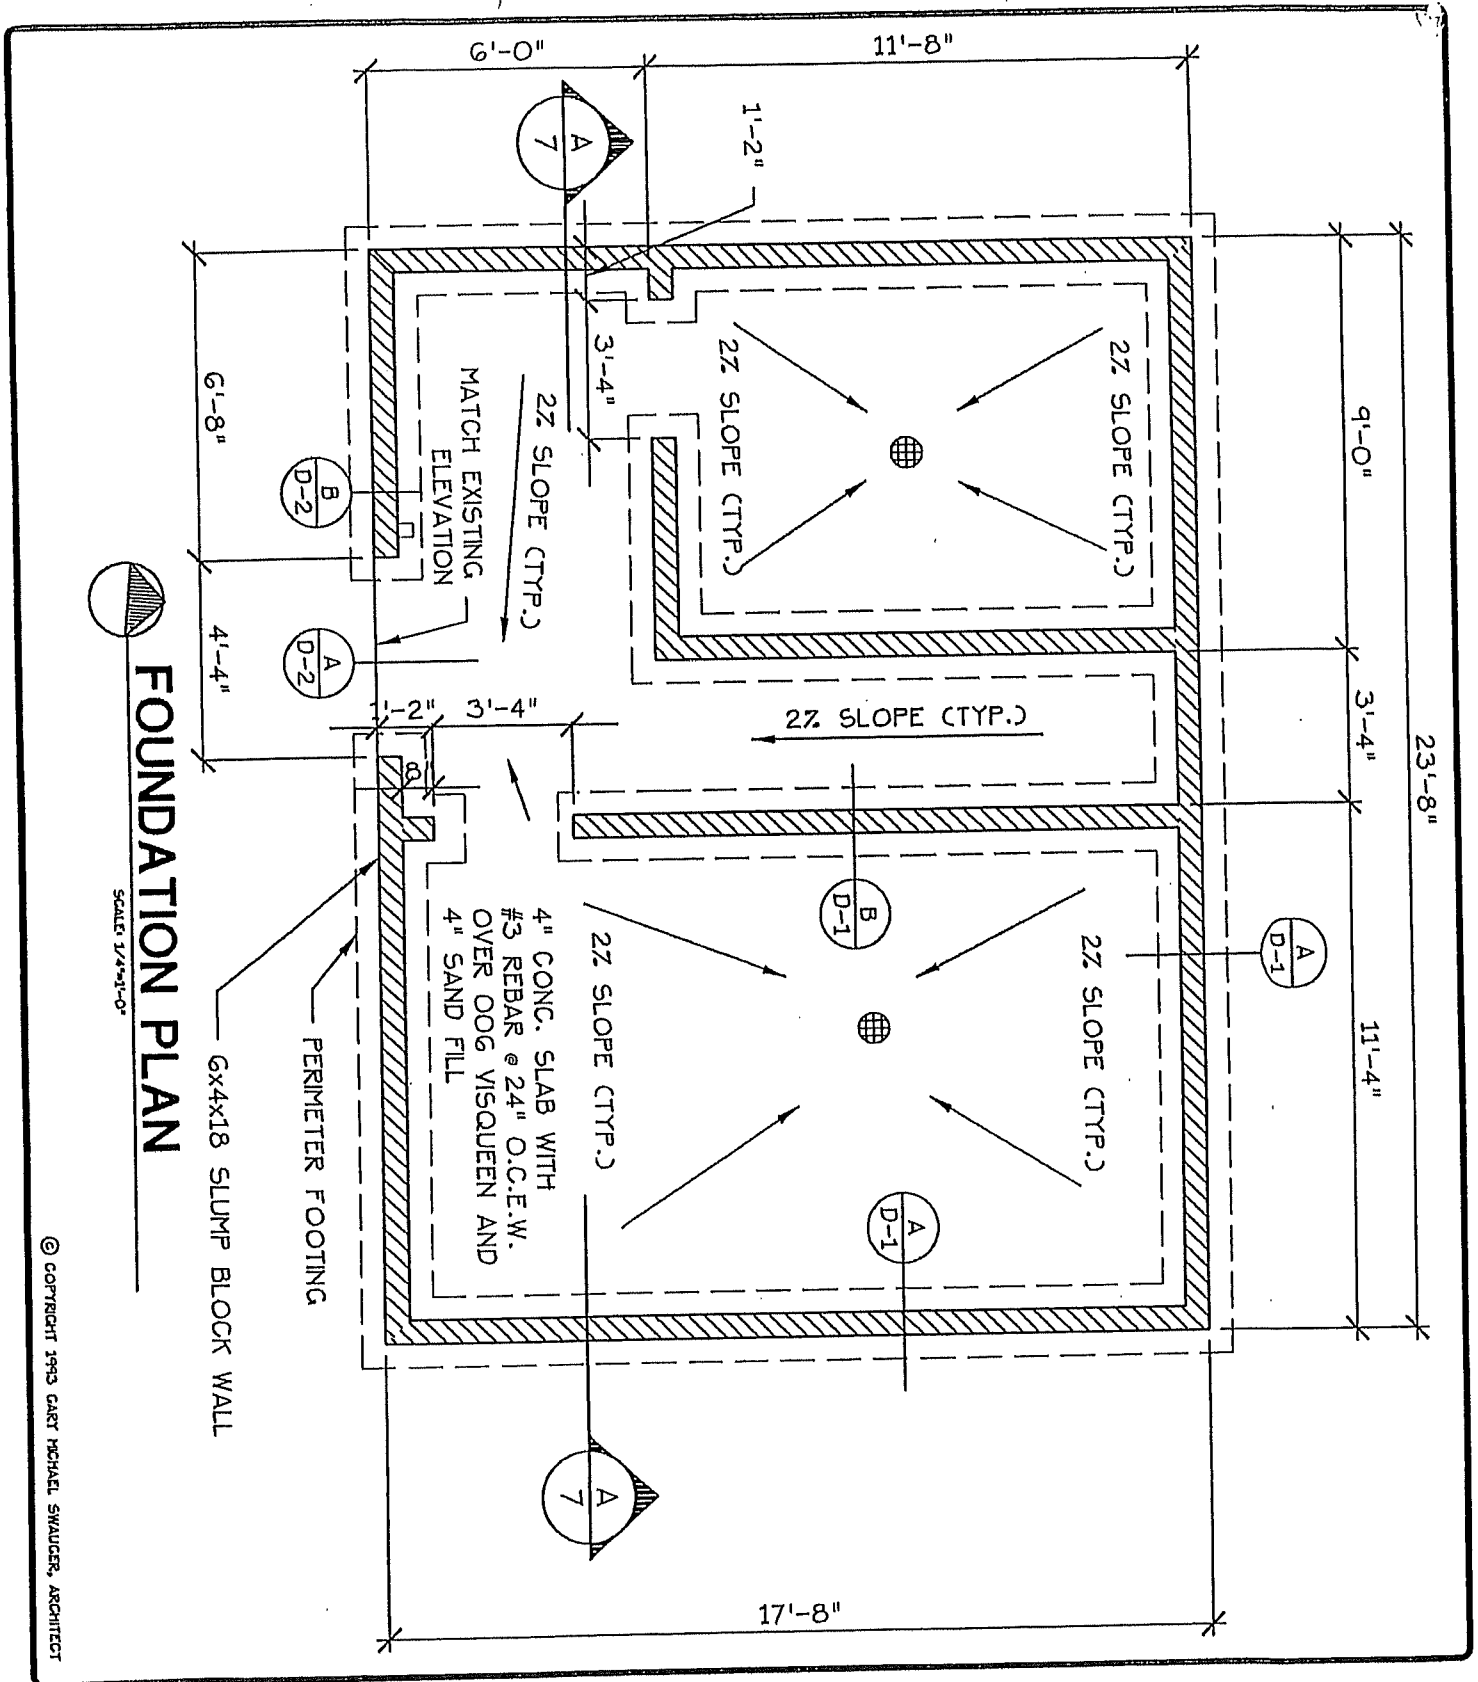 6'-0"
11'-8"
1'-2"
A
7
23'-8"
9'-0"
3'-4"
11'-4"
2% SLOPE (TYP.)
2% SLOPE (TYP.)
3'-4"
2% SLOPE (TYP.)
MATCH EXISTING
ELEVATION
6'-8"
4'-4"
B
D-2
A
D-2
1'-2"
3'-4"
8
2% SLOPE (TYP.)
B
D-1
A
D-1
2% SLOPE (TYP.)
2% SLOPE (TYP.)
4" CONC. SLAB WITH
#3 REBAR @ 24" O.C.E.W.
OVER 006 VISQUEEN AND
4" SAND FILL
A
D-1
A
7
17'-8"
6x4x18 SLUMP BLOCK WALL
PERIMETER FOOTING
FOUNDATION PLAN
SCALE: 1/4"=1'-0"
© COPYRIGHT 1993 GARY MICHAEL SWAUGER, ARCHITECT